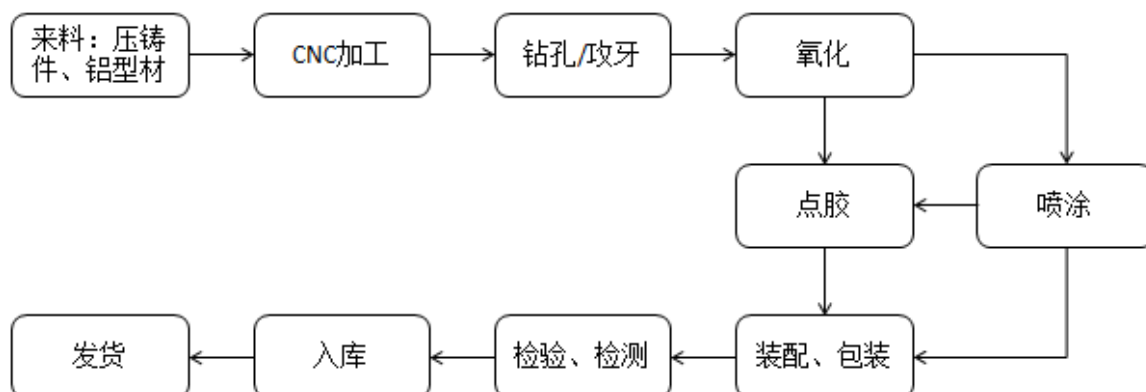 来料：压铸
件、铝型材
CNC加工
钻孔/攻牙
氧化
点胶
喷涂
发货
入库
检验、检测
装配、包装